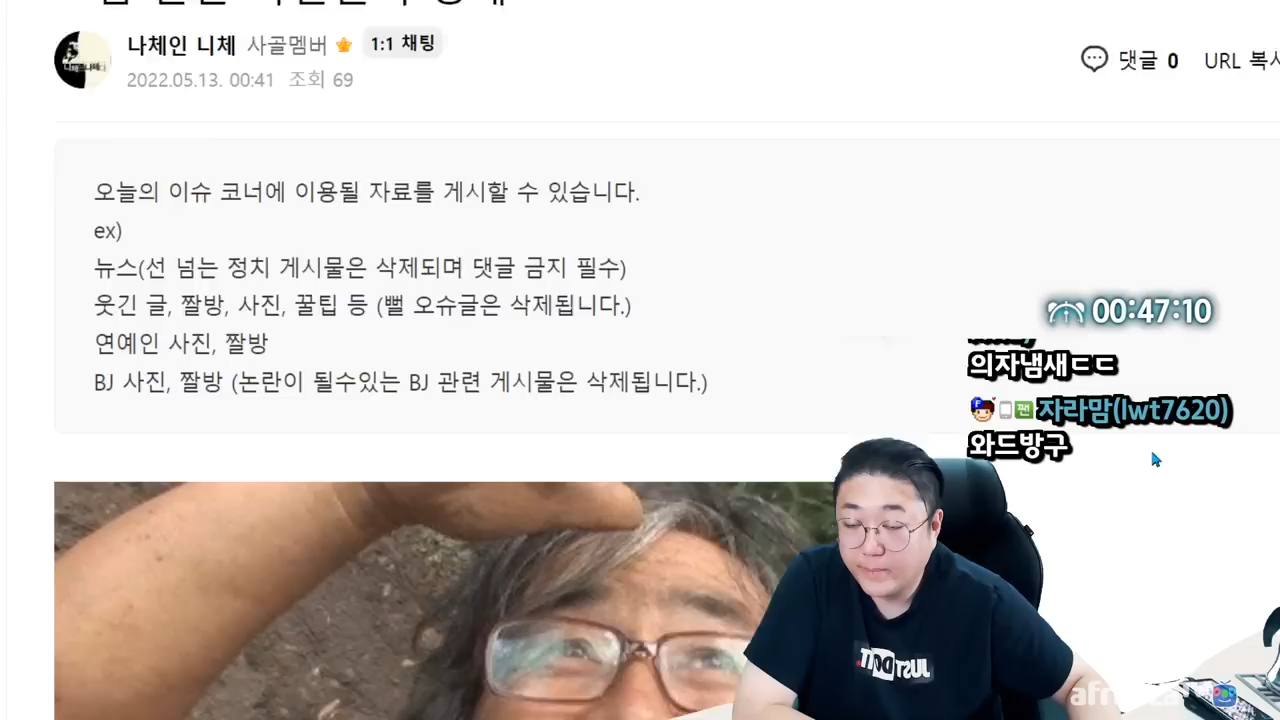 나체인 니체 사골멤버 1:1 채팅
2022.05.13. 00:41 조회 69
댓글 0 URL 복사
오늘의 이슈 코너에 이용될 자료를 게시할 수 있습니다.
ex)
뉴스(선 넘는 정치 게시물은 삭제되며 댓글 금지 필수)
웃긴 글, 짤방, 사진, 꿀팁 등 (뻘 오슈글은 삭제됩니다.)
연예인 사진, 짤방
BJ 사진, 짤방 (논란이 될수있는 BJ 관련 게시물은 삭제됩니다.)
00:47:10
의자냄새ㄷㄷ
F 팬 자라맘(lwt7620)
와드방구
JUST DO IT.